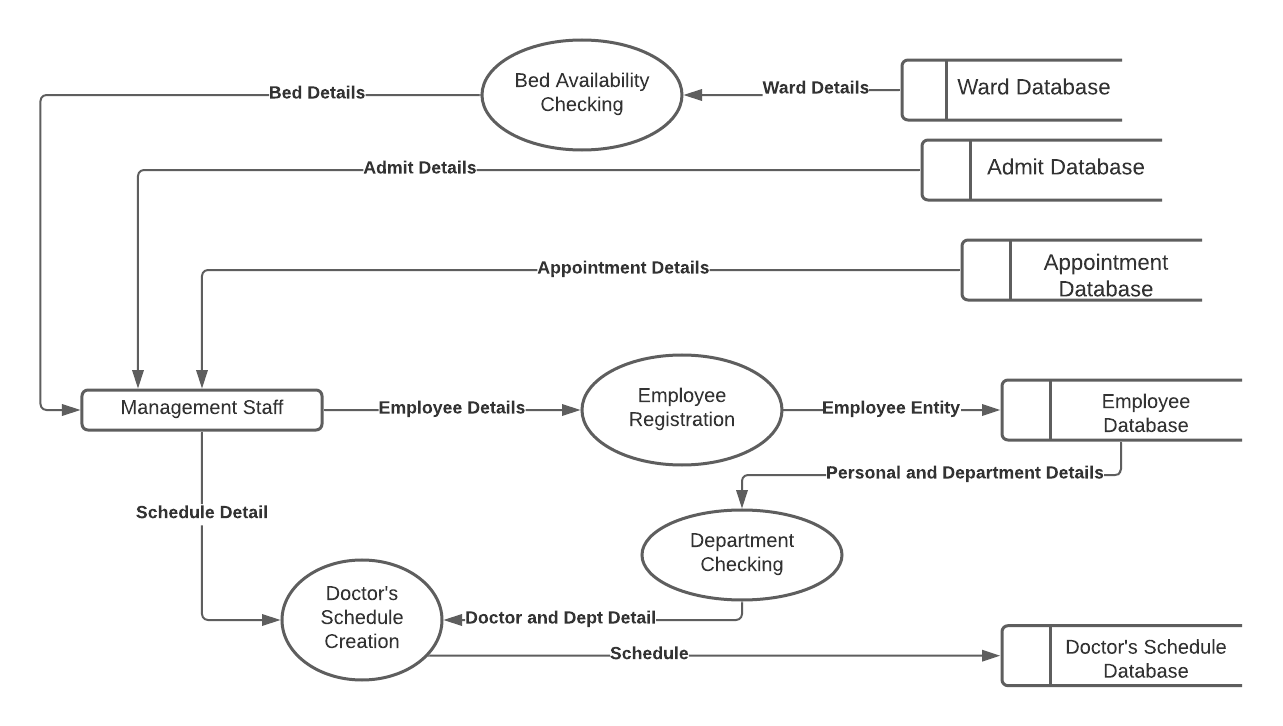 Bed Availability
Checking
Ward Details
Ward Database
Bed Details
Admit Details
Admit Database
Appointment Details
Appointment
Database
Management Staff
Employee Details
Employee
Registration
Employee Entity
Employee
Database
Personal and Department Details
Schedule Detail
Department
Checking
Doctor's
Schedule
Creation
Doctor and Dept Detail
Schedule
Doctor's Schedule
Database